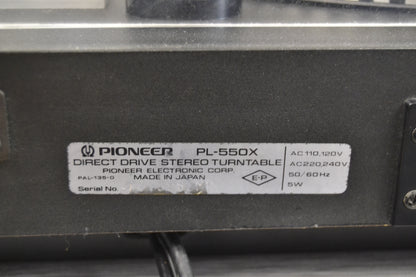 PIONEER PL-550X
DIRECT DRIVE STEREO TURNTABLE
PIONEER ELECTRONIC CORP.
PAL-135-0 MADE IN JAPAN
Serial No.
E-P
AC110,120V
AC220,240V
50/60Hz
5W